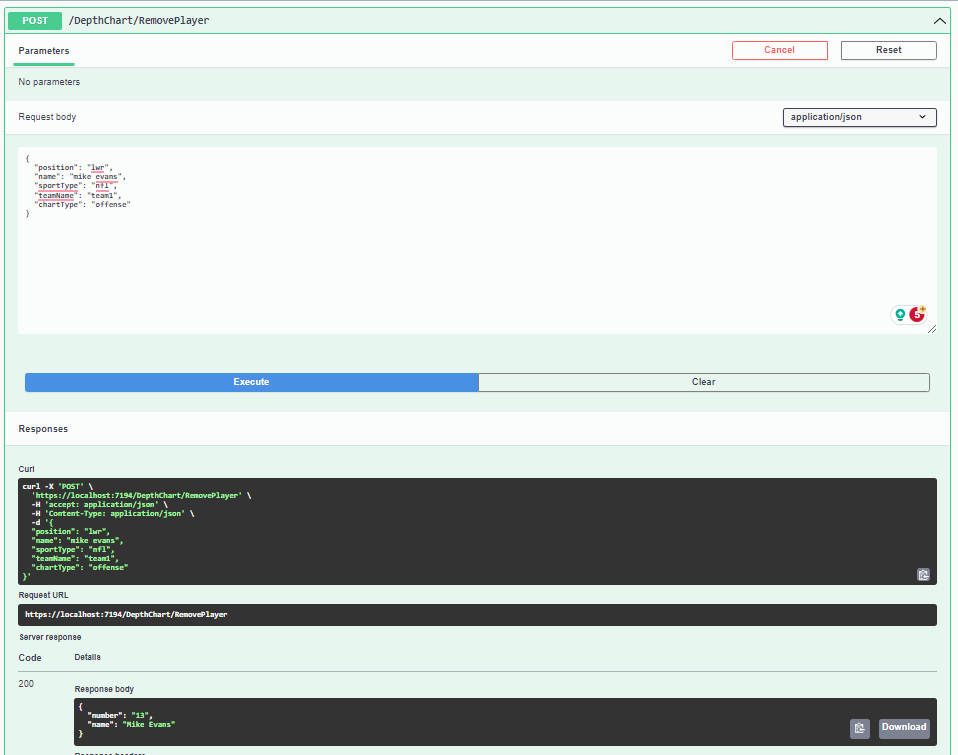 POST /DepthChart/RemovePlayer
Parameters
Cancel
Reset
No parameters
Request body
application/json
{
"position": "lwr",
"name": "mike evans",
"sportType": "nfl",
"teamName": "team1",
"chartType": "offense"
}
Execute
Clear
Responses
Curl
curl -X 'POST' \
'https://localhost:7194/DepthChart/RemovePlayer' \
-H 'accept: application/json' \
-H 'Content-Type: application/json' \
-d '{
"position": "lwr",
"name": "mike evans",
"sportType": "nfl",
"teamName": "team1",
"chartType": "offense"
}'
Request URL
https://localhost:7194/DepthChart/RemovePlayer
Server response
Code Details
200
Response body
{
"number": "13",
"name": "Mike Evans"
}
Download
Response headers